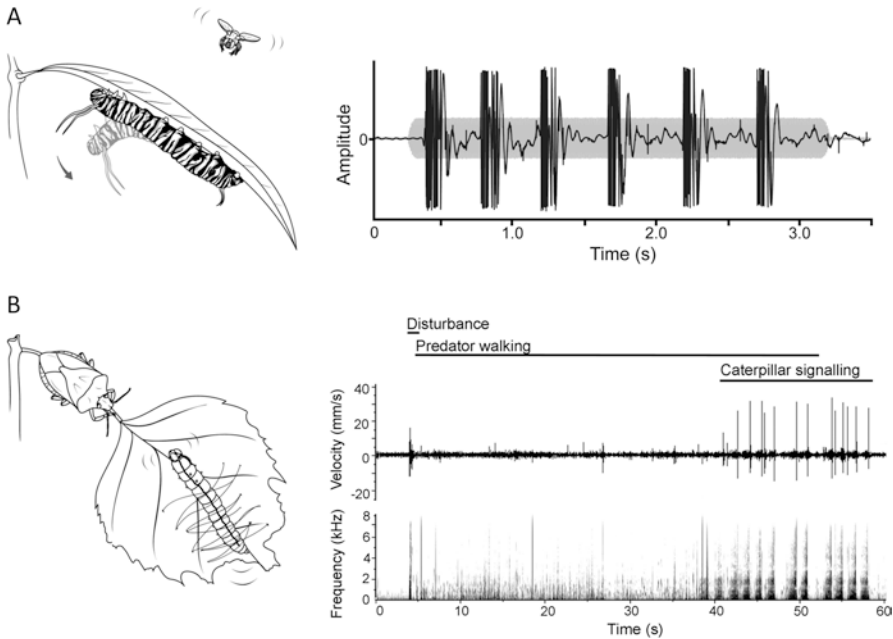 A
Amplitude
0
0
1.0
2.0
3.0
Time (s)
B
Disturbance
Predator walking
Caterpillar signalling
Velocity (mm/s)
40
20
0
-20
Frequency (kHz)
8
6
4
2
0
0
10
20
30
40
50
60
Time (s)